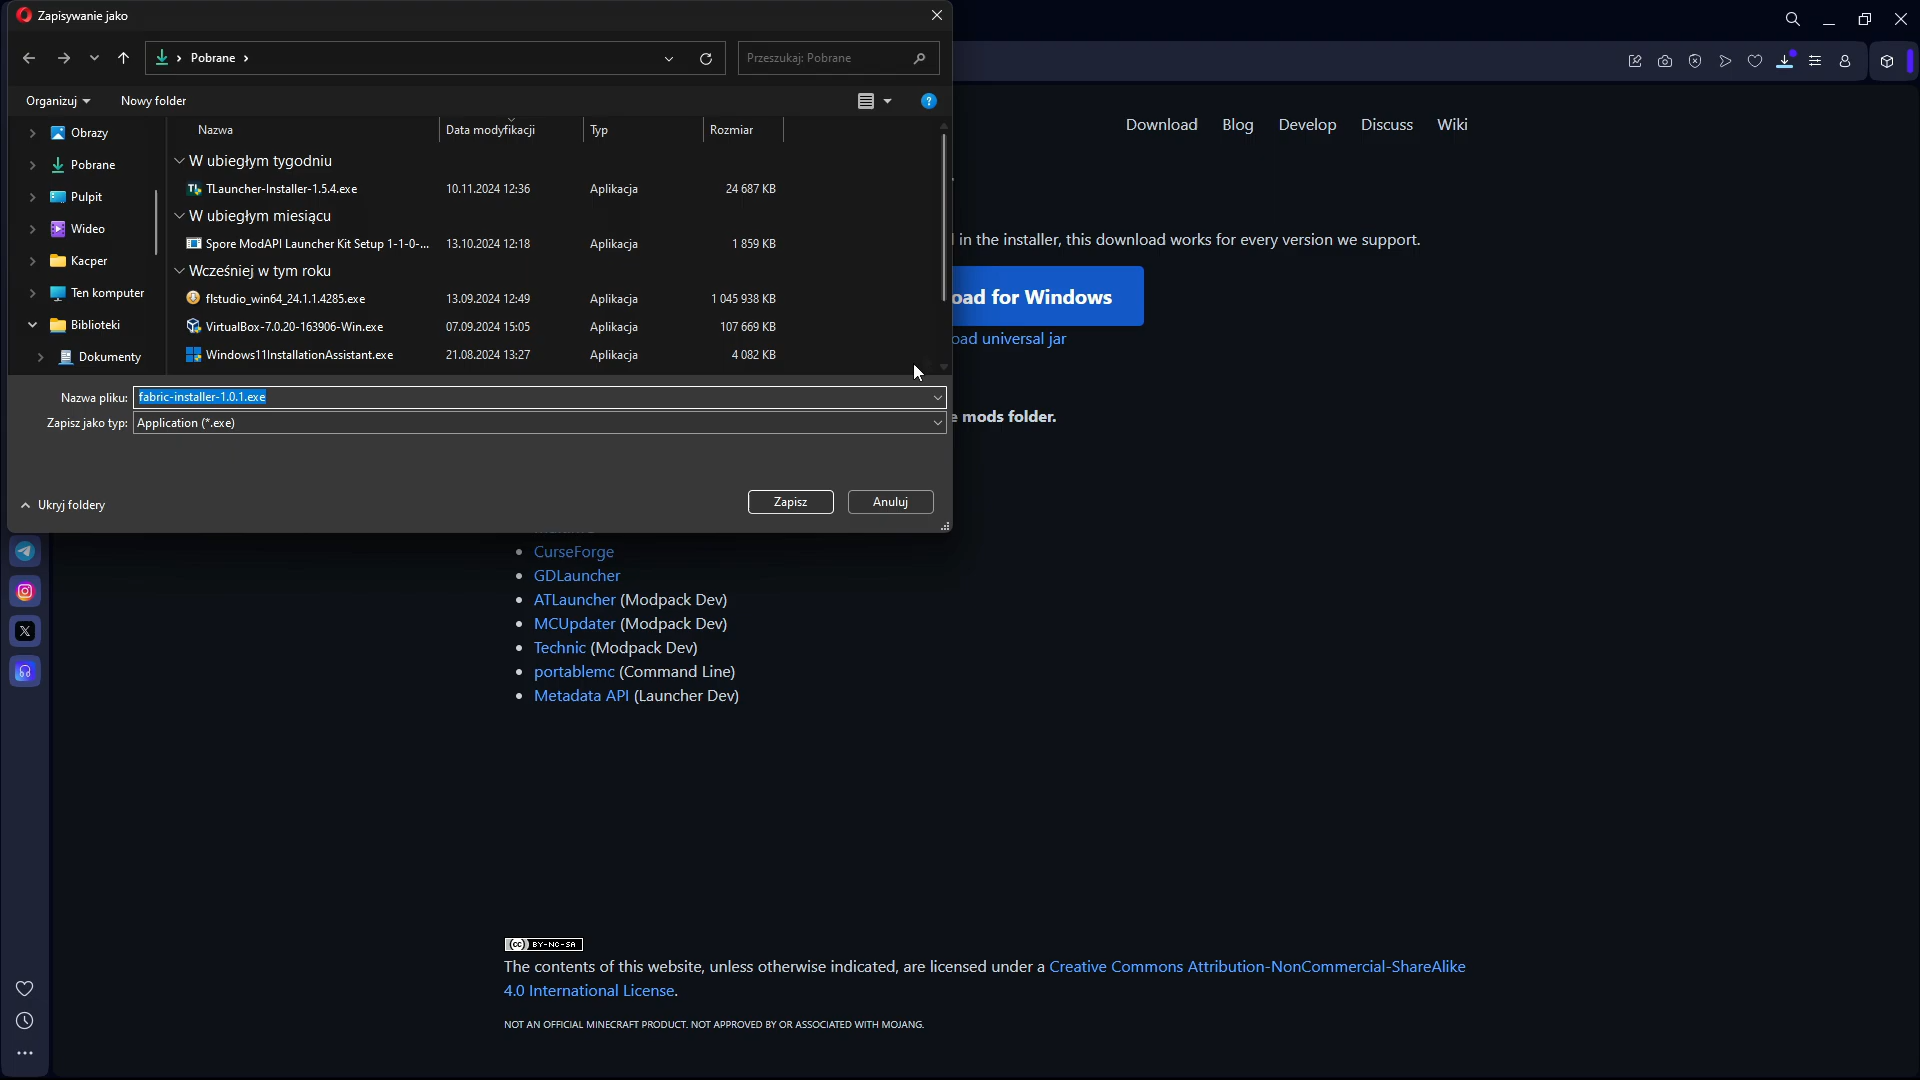 Zapisywanie jako
Pobrane
Przeszukaj: Pobrane
Organizuj
Nowy folder
Download Blog Develop Discuss Wiki
Obrazy
Pobrane
Pulpit
Wideo
Kacper
Ten komputer
Biblioteki
Dokumenty
Nazwa Data modyfikacji Typ Rozmiar
W ubiegłym tygodniu
TLauncher-Installer-1.5.4.exe 10.11.2024 12:36 Aplikacja 24 687 KB
W ubiegłym miesiącu
Spore ModAPI Launcher Kit Setup 1-1-0-... 13.10.2024 12:18 Aplikacja 1 859 KB
Wcześniej w tym roku
flstudio_win64_24.1.1.4285.exe 13.09.2024 12:49 Aplikacja 1 045 938 KB
VirtualBox-7.0.20-163906-Win.exe 07.09.2024 15:05 Aplikacja 107 669 KB
Windows11InstallationAssistant.exe 21.08.2024 13:27 Aplikacja 4 082 KB
in the installer, this download works for every version we support.
oad for Windows
oad universal jar
e mods folder.
Nazwa pliku: fabric-installer-1.0.1.exe
Zapisz jako typ: Application (*.exe)
Ukryj foldery
Zapisz
Anuluj
CurseForge
GDLauncher
ATLauncher (Modpack Dev)
MCUpdater (Modpack Dev)
Technic (Modpack Dev)
portablemc (Command Line)
Metadata API (Launcher Dev)
cc BY-NC-SA
The contents of this website, unless otherwise indicated, are licensed under a Creative Commons Attribution-NonCommercial-ShareAlike
4.0 International License.
NOT AN OFFICIAL MINECRAFT PRODUCT. NOT APPROVED BY OR ASSOCIATED WITH MOJANG.